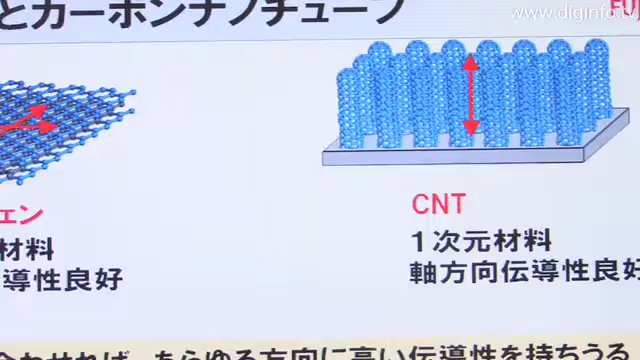 とカーボンナノチューブ
www.diginfo.tv
ェン
材料
導性良好
CNT
1次元材料
軸方向伝導性良好
合わせれば、あらゆる方向に高い伝導性を持ちうる